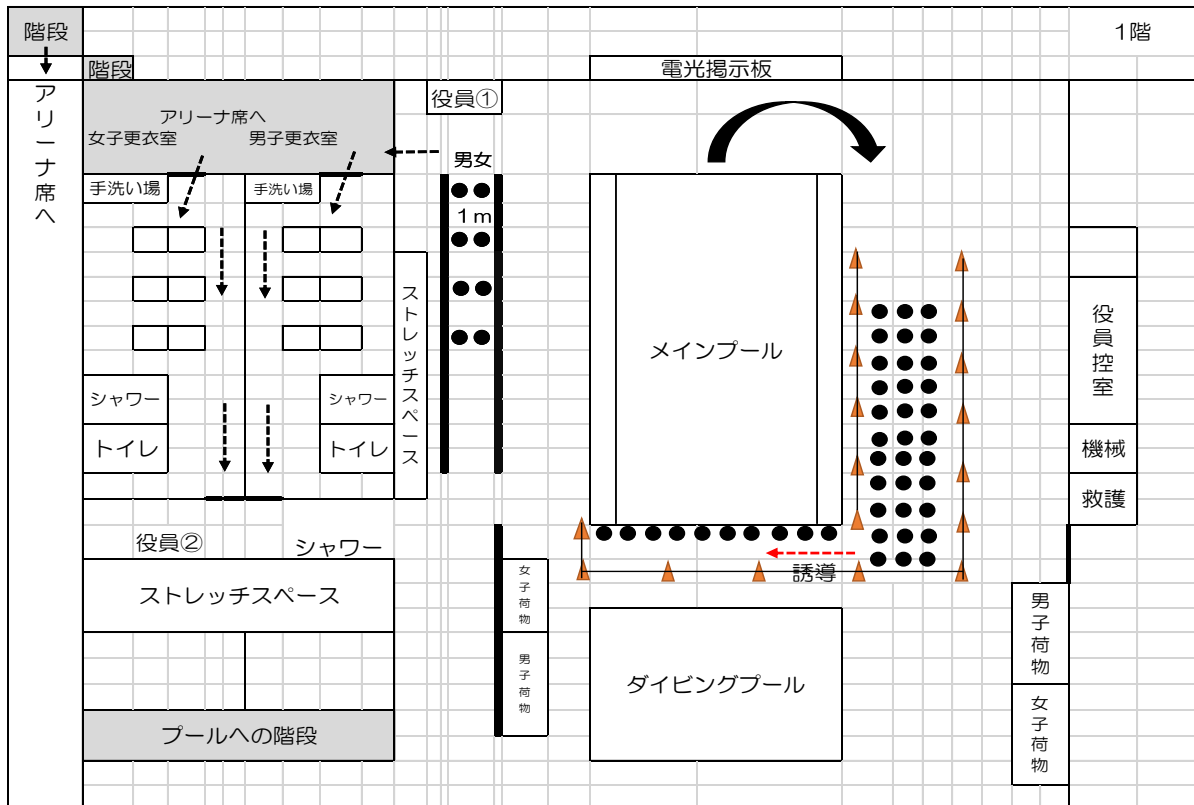 階段
1階
階段
電光掲示板
アリーナ席へ
役員①
アリーナ席へ
女子更衣室
男子更衣室
男女
手洗い場
手洗い場
1m
ストレッチスペース
メインプール
役員控室
シャワー
シャワー
トイレ
トイレ
機械
救護
役員②
シャワー
誘導
ストレッチスペース
女子荷物
男子荷物
男子荷物
ダイビングプール
女子荷物
プールへの階段